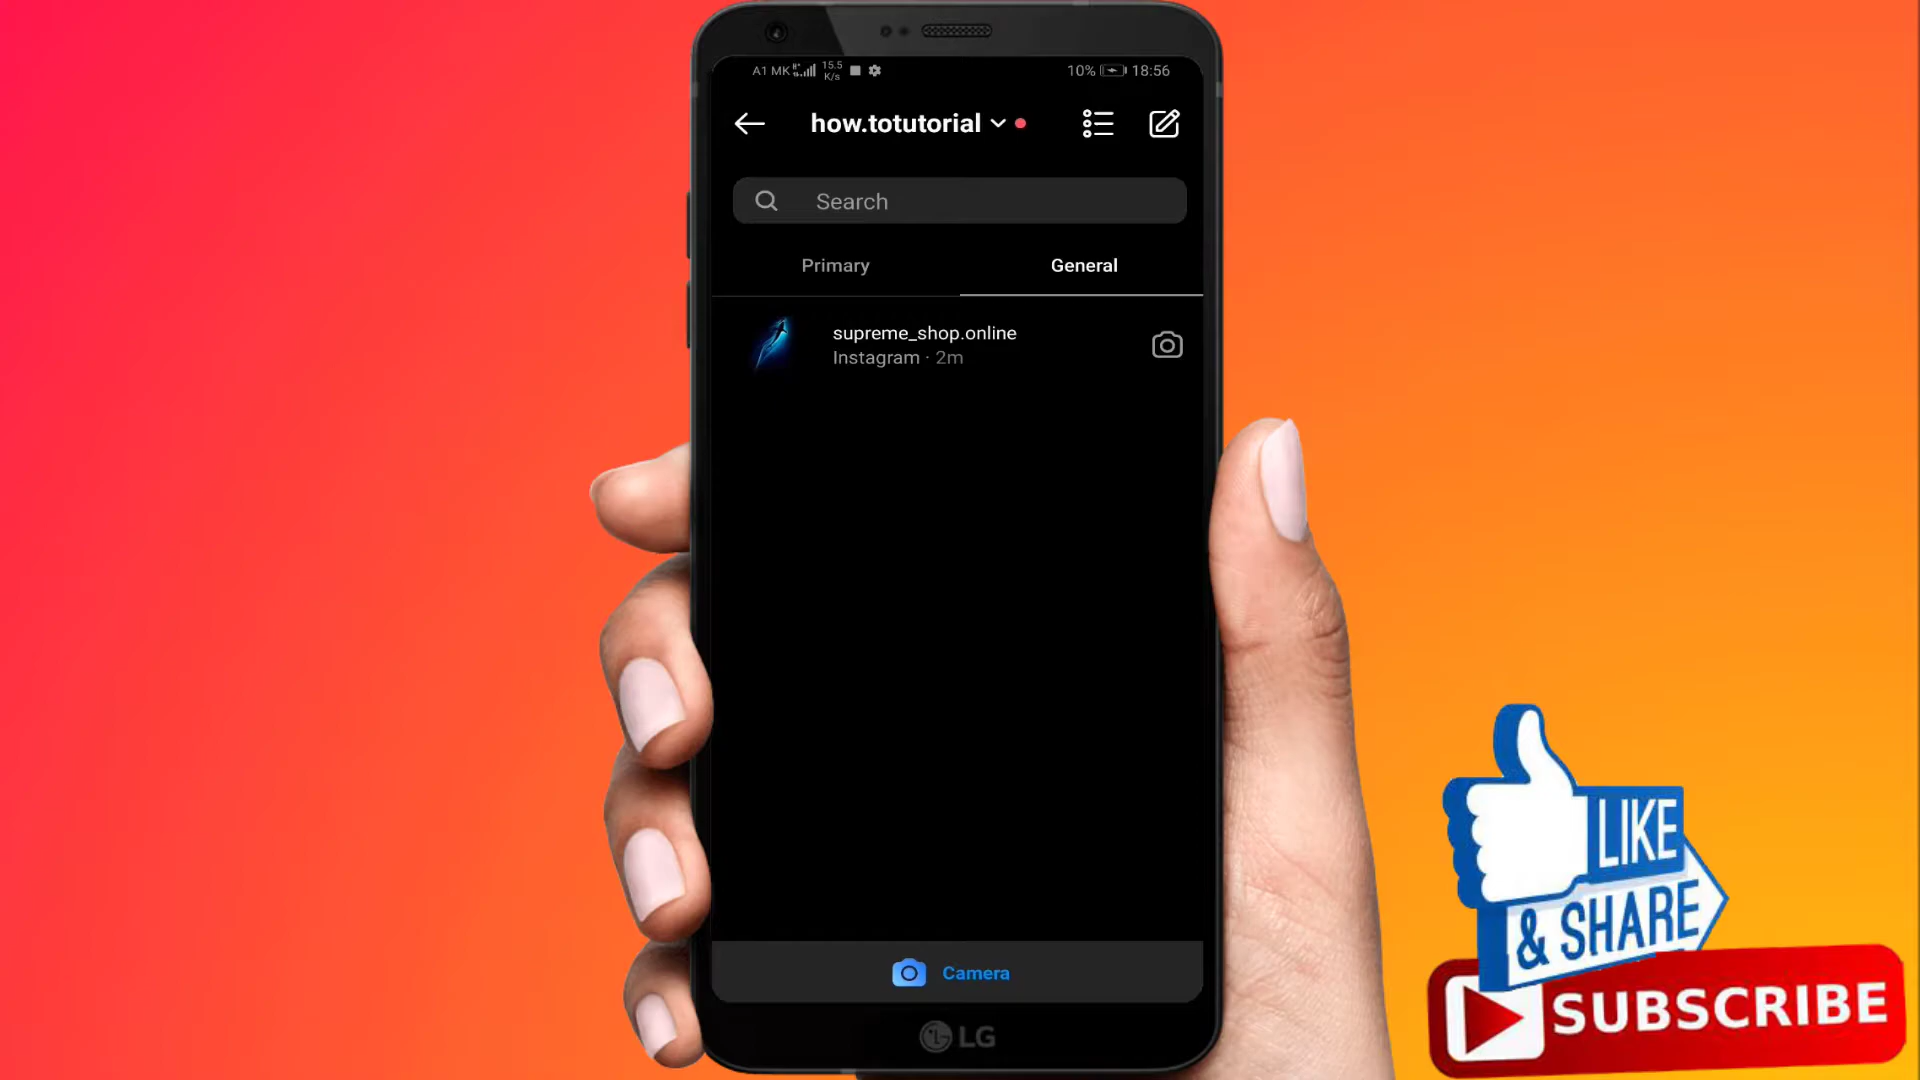 A1 MK 15.5 K/s 10% 18:56
how.totutorial
Search
Primary General
supreme_shop.online
Instagram · 2m
Camera
LG
LIKE
& SHARE
SUBSCRIBE